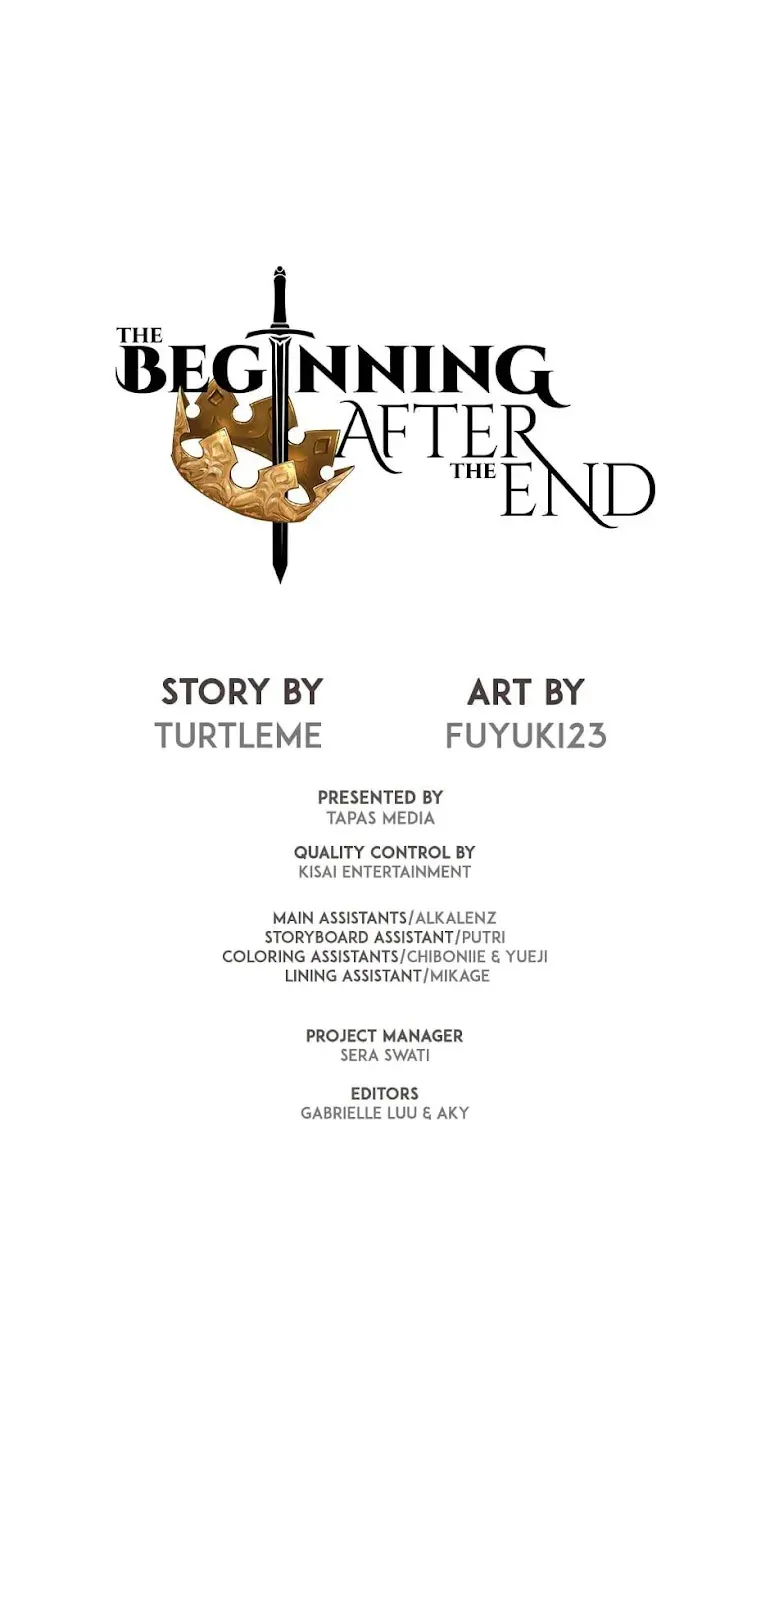 THE
BEGINNING
AFTER
THE END
STORY BY
TURTLEME
ART BY
FUYUKI23
PRESENTED BY
TAPAS MEDIA
QUALITY CONTROL BY
KISAI ENTERTAINMENT
MAIN ASSISTANTS/ALKALENZ
STORYBOARD ASSISTANT/PUTRI
COLORING ASSISTANTS/CHIBONIIE & YUEJI
LINING ASSISTANT/MIKAGE
PROJECT MANAGER
SERA SWATI
EDITORS
GABRIELLE LUU & AKY